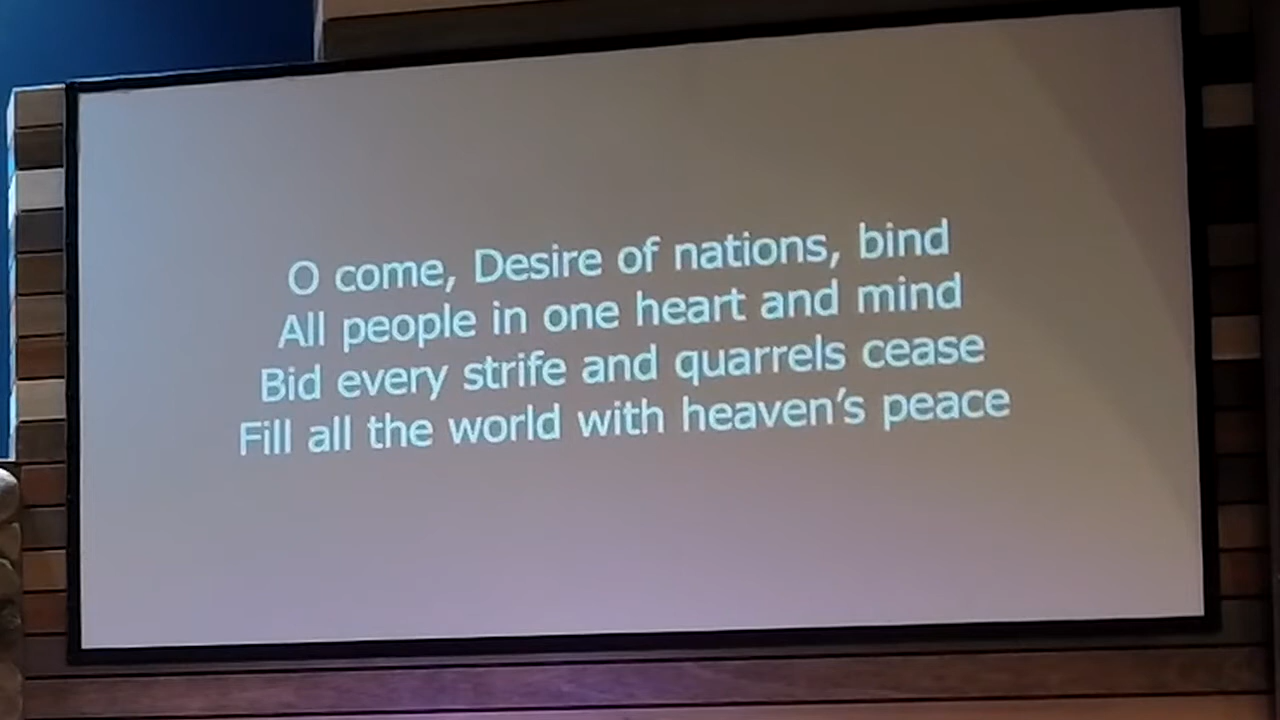 O come, Desire of nations, bind
All people in one heart and mind
Bid every strife and quarrels cease
Fill all the world with heaven's peace